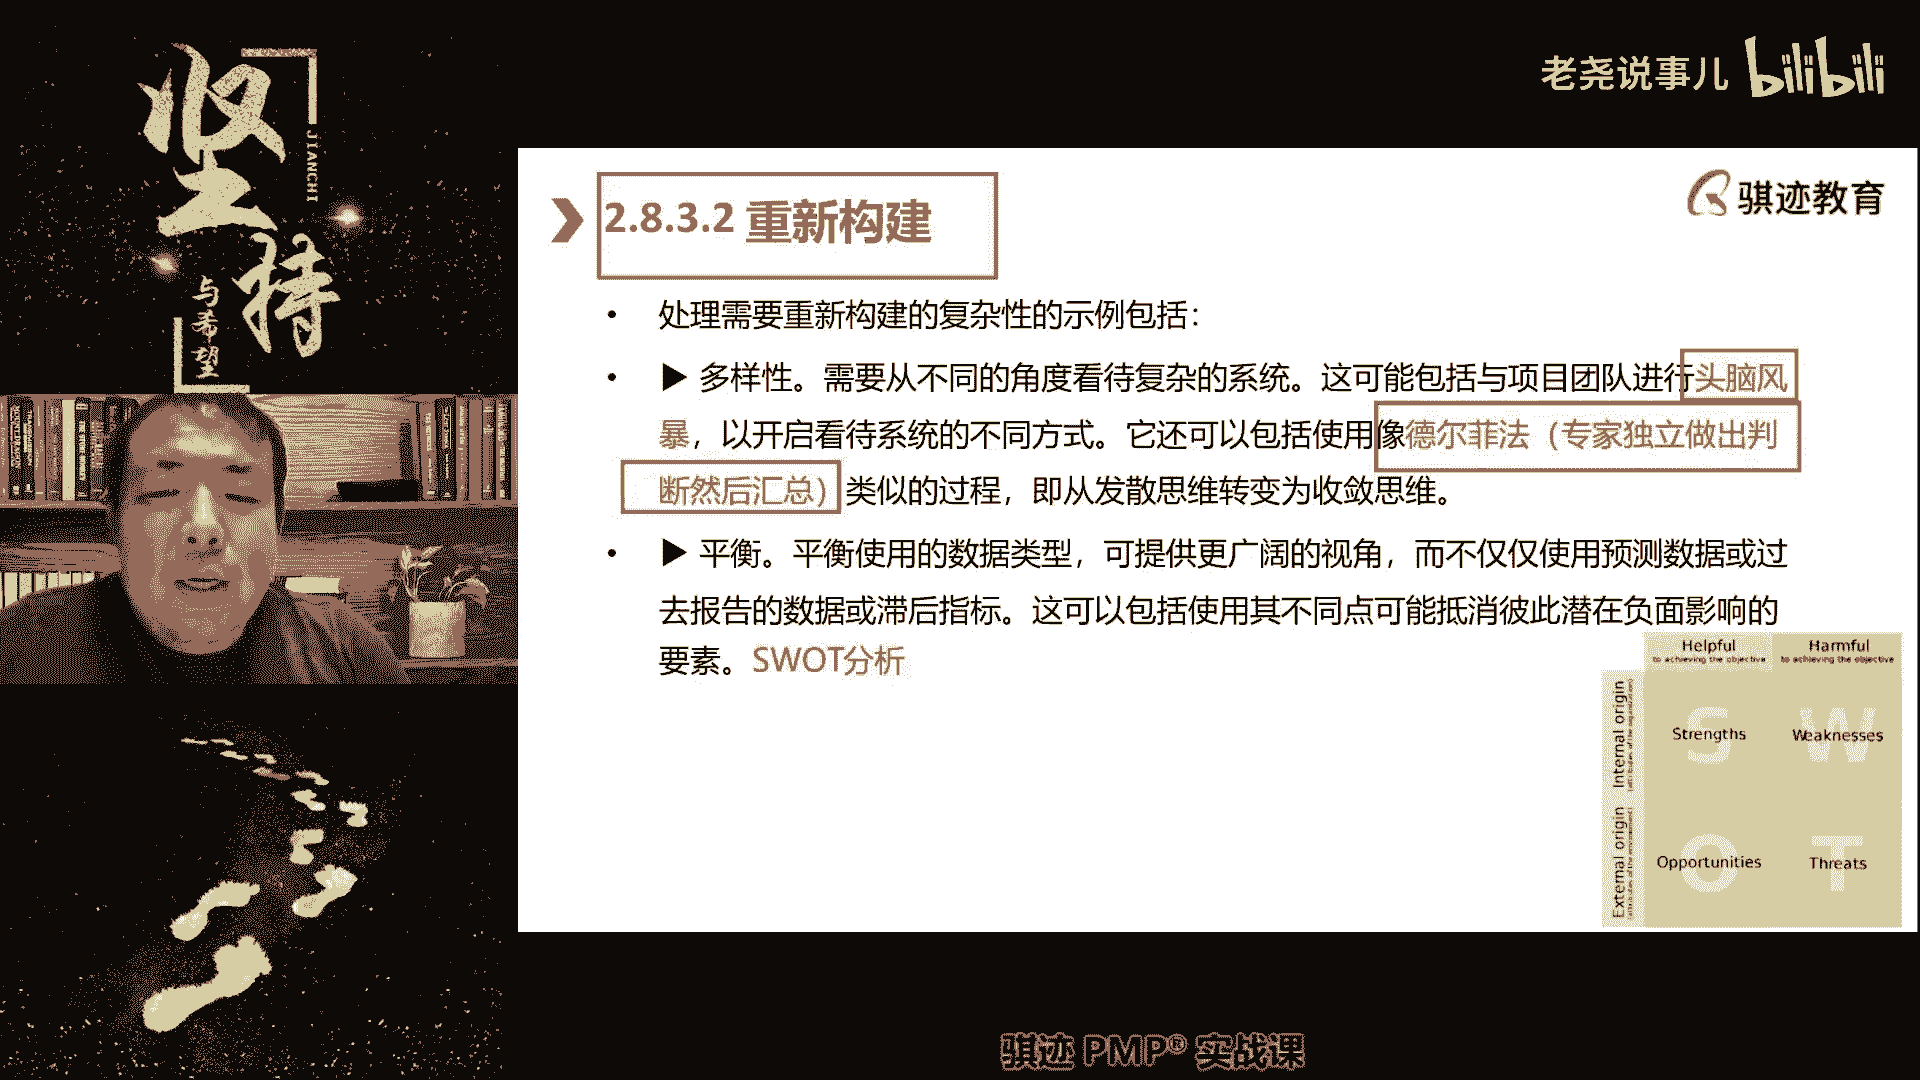 坚持
JIANCHI
与希望
老尧说事儿 bilibili
骐迹教育
2.8.3.2 重新构建
• 处理需要重新构建的复杂性的示例包括：
• ▶ 多样性。需要从不同的角度看待复杂的系统。这可能包括与项目团队进行头脑风
暴，以开启看待系统的不同方式。它还可以包括使用像德尔菲法（专家独立做出判
断然后汇总）类似的过程，即从发散思维转变为收敛思维。
• ▶ 平衡。平衡使用的数据类型，可提供更广阔的视角，而不仅仅使用预测数据或过
去报告的数据或滞后指标。这可以包括使用其不同点可能抵消彼此潜在负面影响的
要素。SWOT分析
Helpful
to achieving the objective
Harmful
to achieving the objective
Internal origin
S
Strengths
W
Weaknesses
External origin
O
Opportunities
T
Threats
骐迹 PMP® 实战课